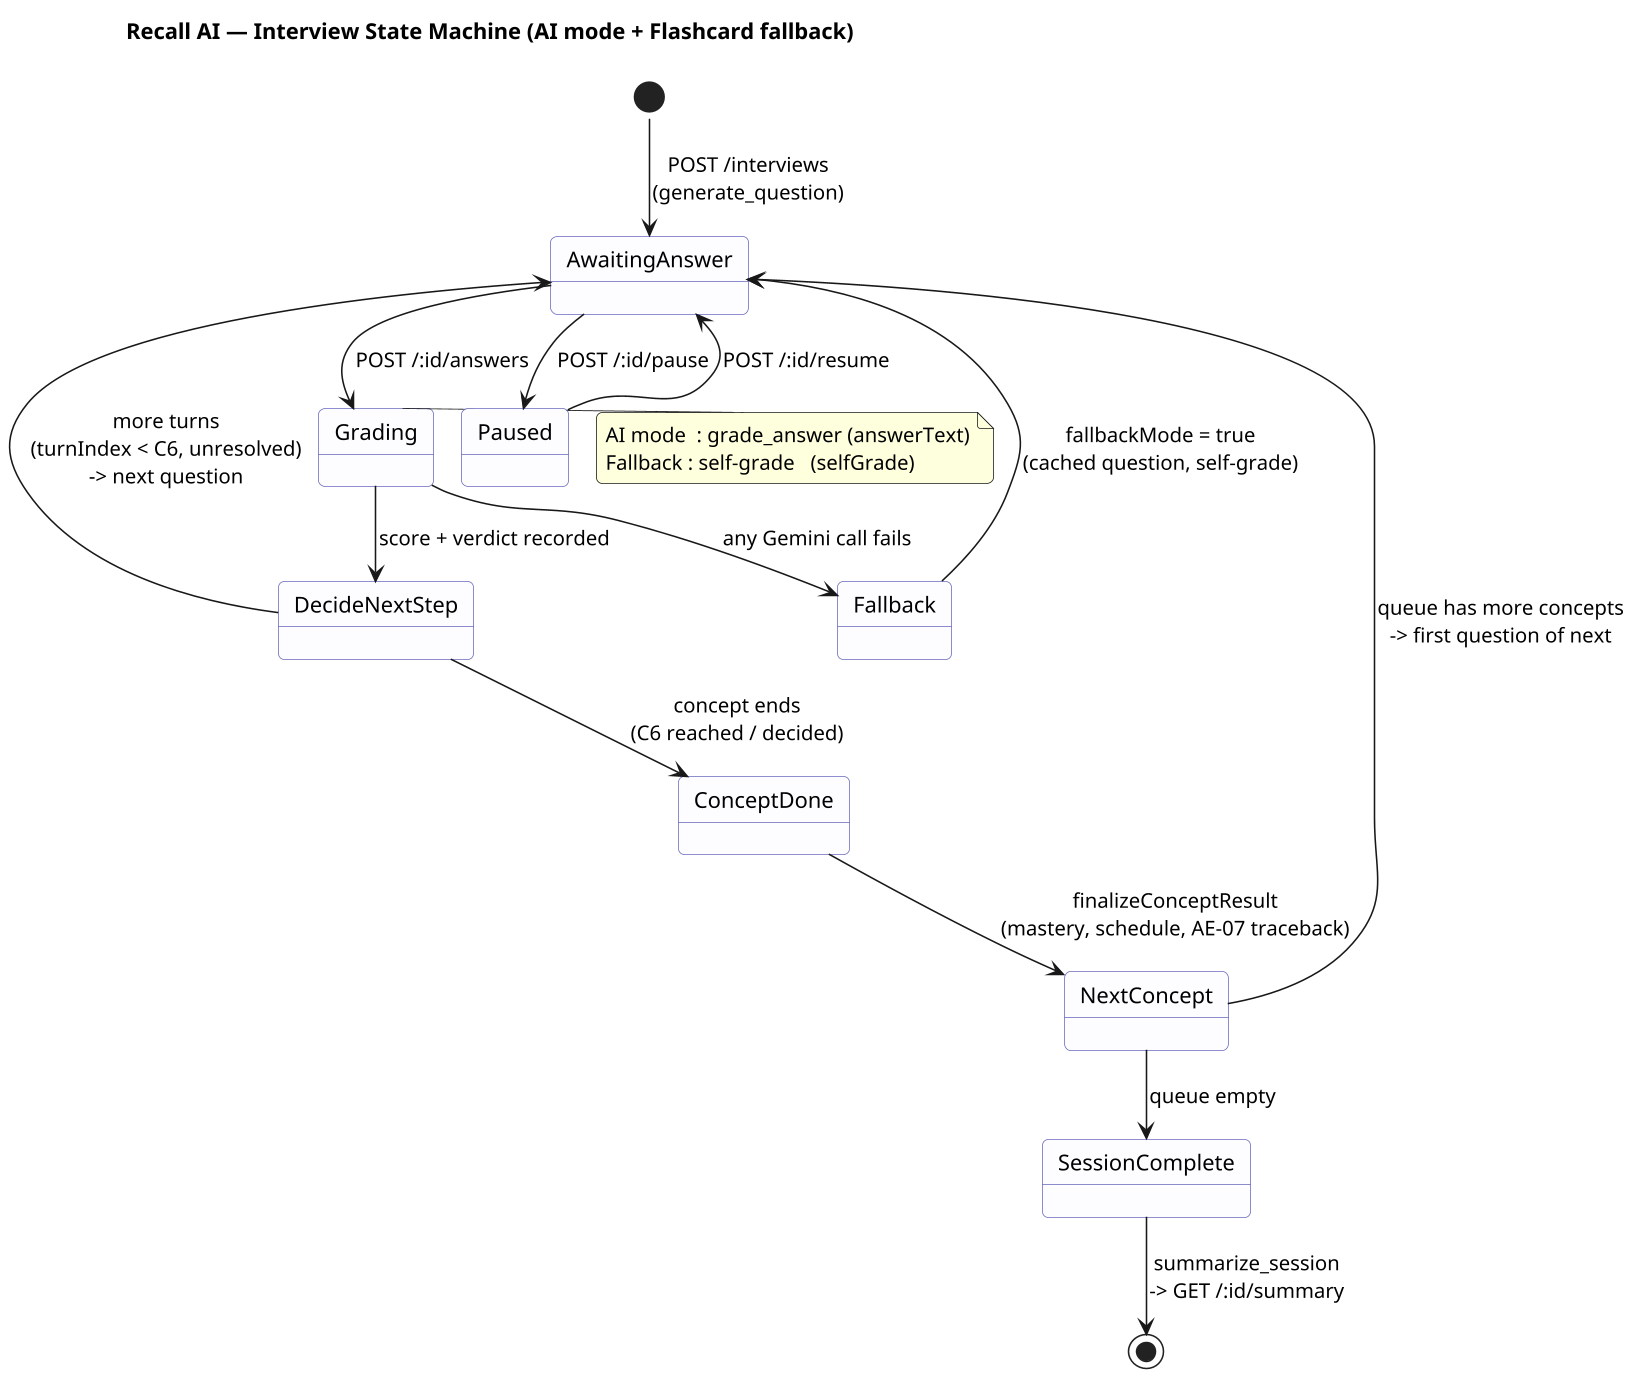 Recall AI — Interview State Machine (AI mode + Flashcard fallback)
POST /interviews
(generate_question)
AwaitingAnswer
POST /:id/answers
POST /:id/pause
POST /:id/resume
more turns
(turnIndex < C6, unresolved)
-> next question
Grading
Paused
AI mode  : grade_answer (answerText)
Fallback : self-grade   (selfGrade)
fallbackMode = true
(cached question, self-grade)
score + verdict recorded
any Gemini call fails
DecideNextStep
Fallback
queue has more concepts
-> first question of next
concept ends
(C6 reached / decided)
ConceptDone
finalizeConceptResult
(mastery, schedule, AE-07 traceback)
NextConcept
queue empty
SessionComplete
summarize_session
-> GET /:id/summary